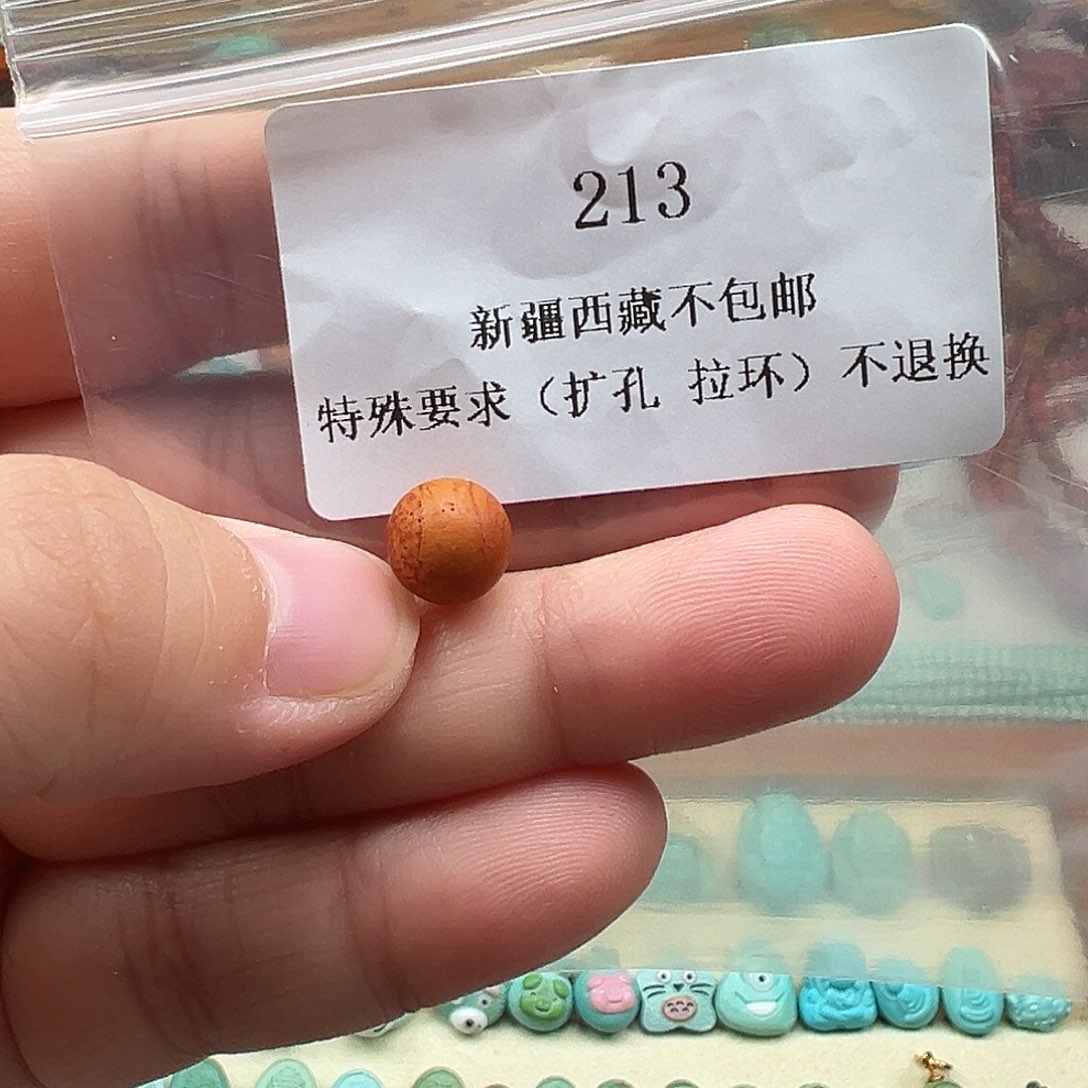 213
新疆西藏不包邮
特殊要求（扩孔 拉环）不退换